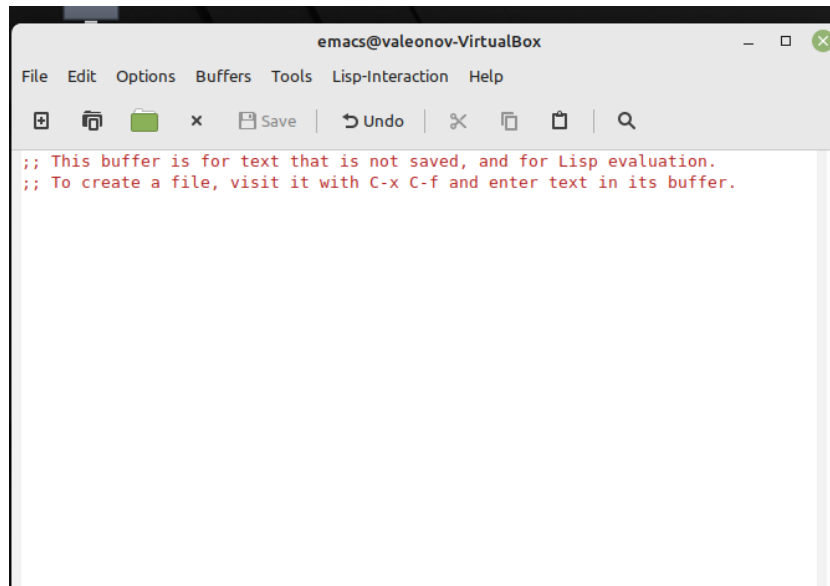 emacs@valeonov-VirtualBox
File Edit Options Buffers Tools Lisp-Interaction Help
Save Undo
;; This buffer is for text that is not saved, and for Lisp evaluation.
;; To create a file, visit it with C-x C-f and enter text in its buffer.